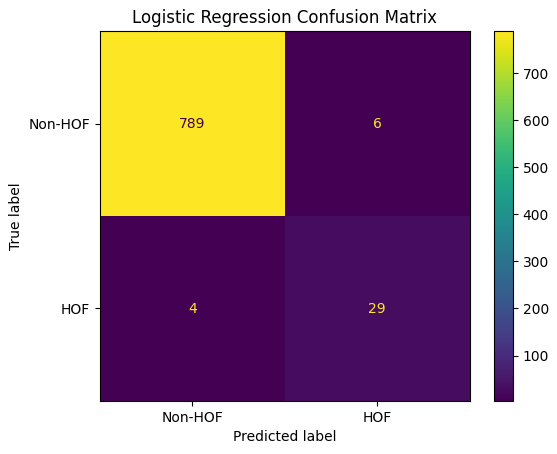 Logistic Regression Confusion Matrix
True label
Non-HOF
HOF
789
6
4
29
Non-HOF
HOF
Predicted label
700
600
500
400
300
200
100